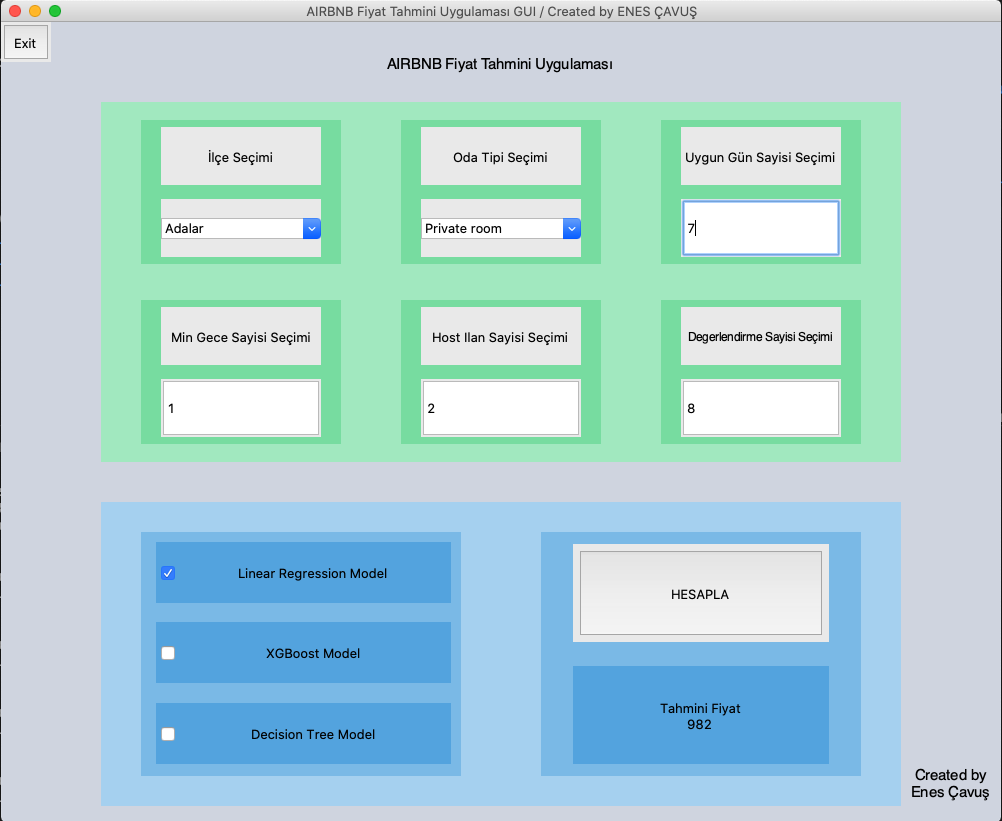 AIRBNB Fiyat Tahmini Uygulaması GUI / Created by ENES ÇAVUŞ
Exit
AIRBNB Fiyat Tahmini Uygulaması
İlçe Seçimi
Oda Tipi Seçimi
Uygun Gün Sayisi Seçimi
Adalar
Private room
7
Min Gece Sayisi Seçimi
Host Ilan Sayisi Seçimi
Degerlendirme Sayisi Seçimi
1
2
8
Linear Regression Model
HESAPLA
XGBoost Model
Decision Tree Model
Tahmini Fiyat
982
Created by
Enes Çavuş